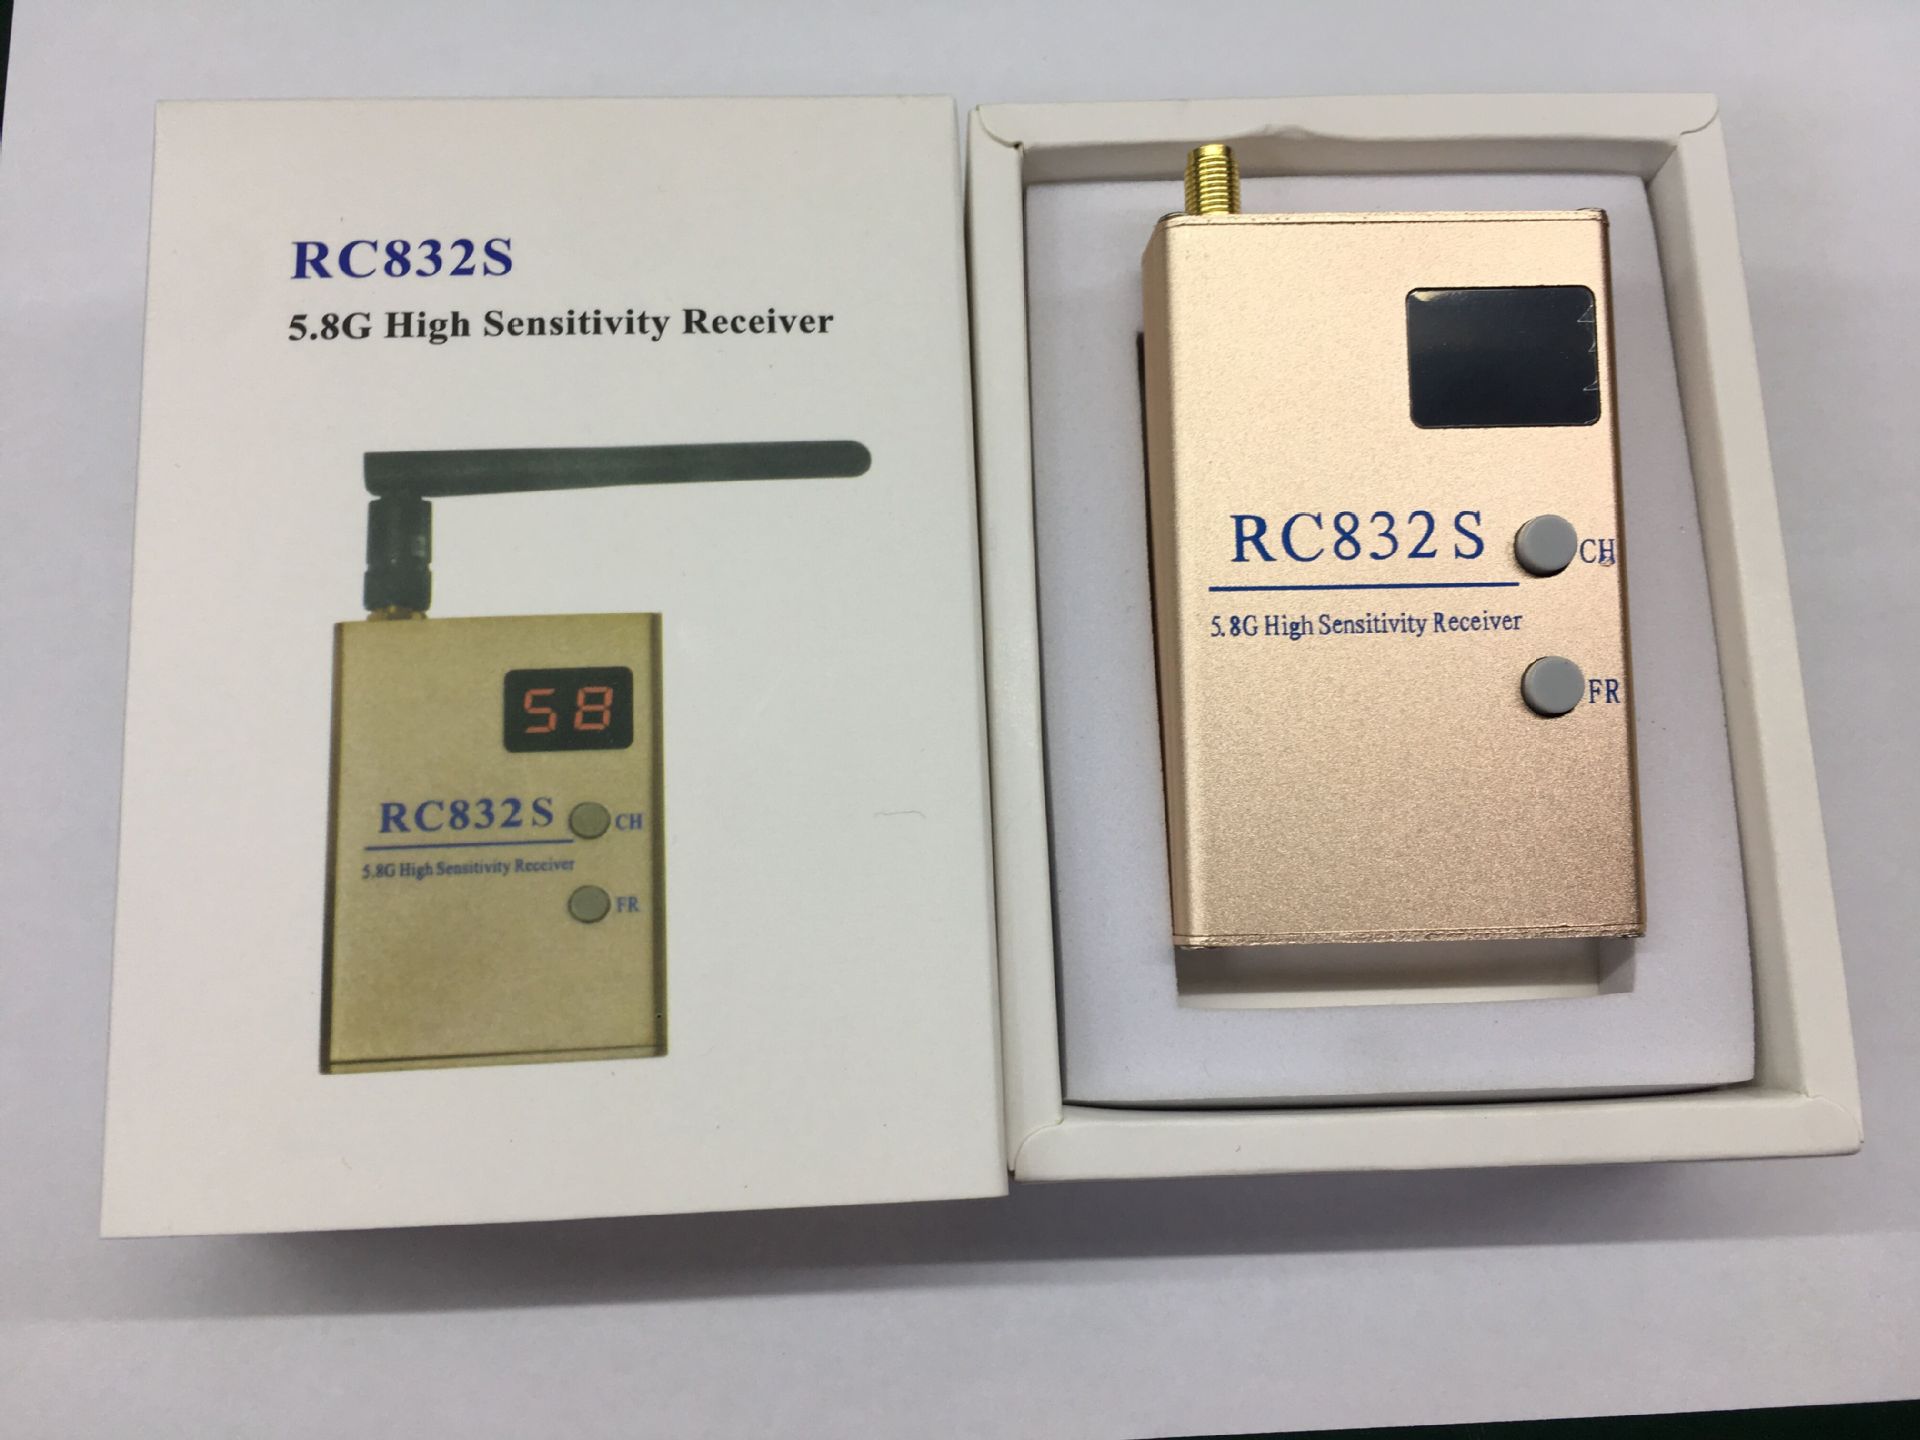 RC832S
5.8G High Sensitivity Receiver
58
RC832S
CH
5.8G High Sensitivity Receiver
FR
RC832S
CH
5.8G High Sensitivity Receiver
FR